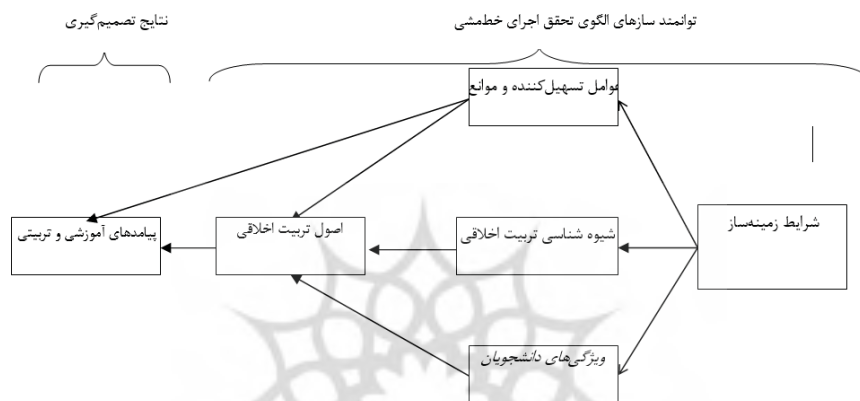 توانمند سازهای الگوی تحقق اجرای خط‌مشی
نتایج تصمیم‌گیری
عوامل تسهیل‌کننده و موانع
شرایط زمینه‌ساز
شیوه شناسی تربیت اخلاقی
اصول تربیت اخلاقی
پیامدهای آموزشی و تربیتی
ویژگی‌های دانشجویان